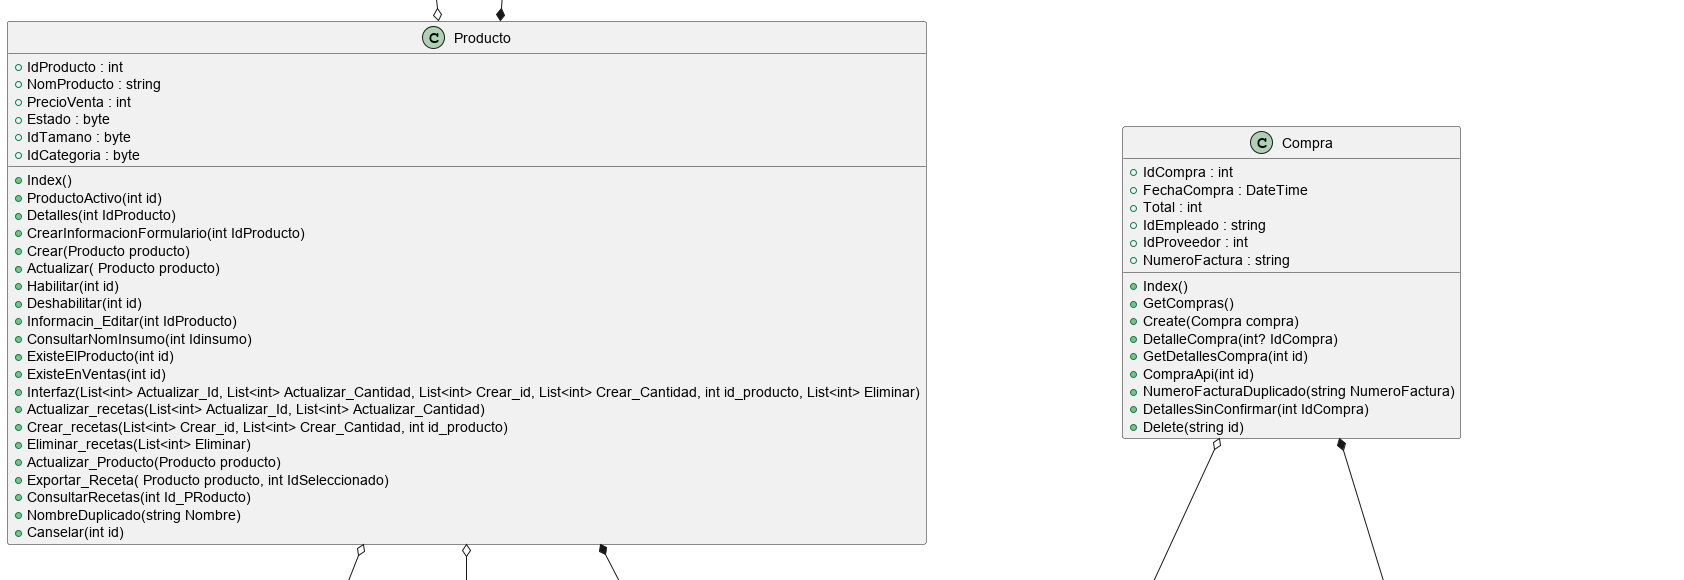 C Producto
IdProducto : int
NomProducto : string
PrecioVenta : int
Estado : byte
IdTamano : byte
IdCategoria : byte
Index()
ProductoActivo(int id)
Detalles(int IdProducto)
CrearInformacionFormulario(int IdProducto)
Crear(Producto producto)
Actualizar( Producto producto)
Habilitar(int id)
Deshabilitar(int id)
Informacin_Editar(int IdProducto)
ConsultarNomInsumo(int Idinsumo)
ExisteElProducto(int id)
ExisteEnVentas(int id)
Interfaz(List<int> Actualizar_Id, List<int> Actualizar_Cantidad, List<int> Crear_id, List<int> Crear_Cantidad, int id_producto, List<int> Eliminar)
Actualizar_recetas(List<int> Actualizar_Id, List<int> Actualizar_Cantidad)
Crear_recetas(List<int> Crear_id, List<int> Crear_Cantidad, int id_producto)
Eliminar_recetas(List<int> Eliminar)
Actualizar_Producto(Producto producto)
Exportar_Receta( Producto producto, int IdSeleccionado)
ConsultarRecetas(int Id_PRoducto)
NombreDuplicado(string Nombre)
Canselar(int id)
C Compra
IdCompra : int
FechaCompra : DateTime
Total : int
IdEmpleado : string
IdProveedor : int
NumeroFactura : string
Index()
GetCompras()
Create(Compra compra)
DetalleCompra(int? IdCompra)
GetDetallesCompra(int id)
CompraApi(int id)
NumeroFacturaDuplicado(string NumeroFactura)
DetallesSinConfirmar(int IdCompra)
Delete(string id)